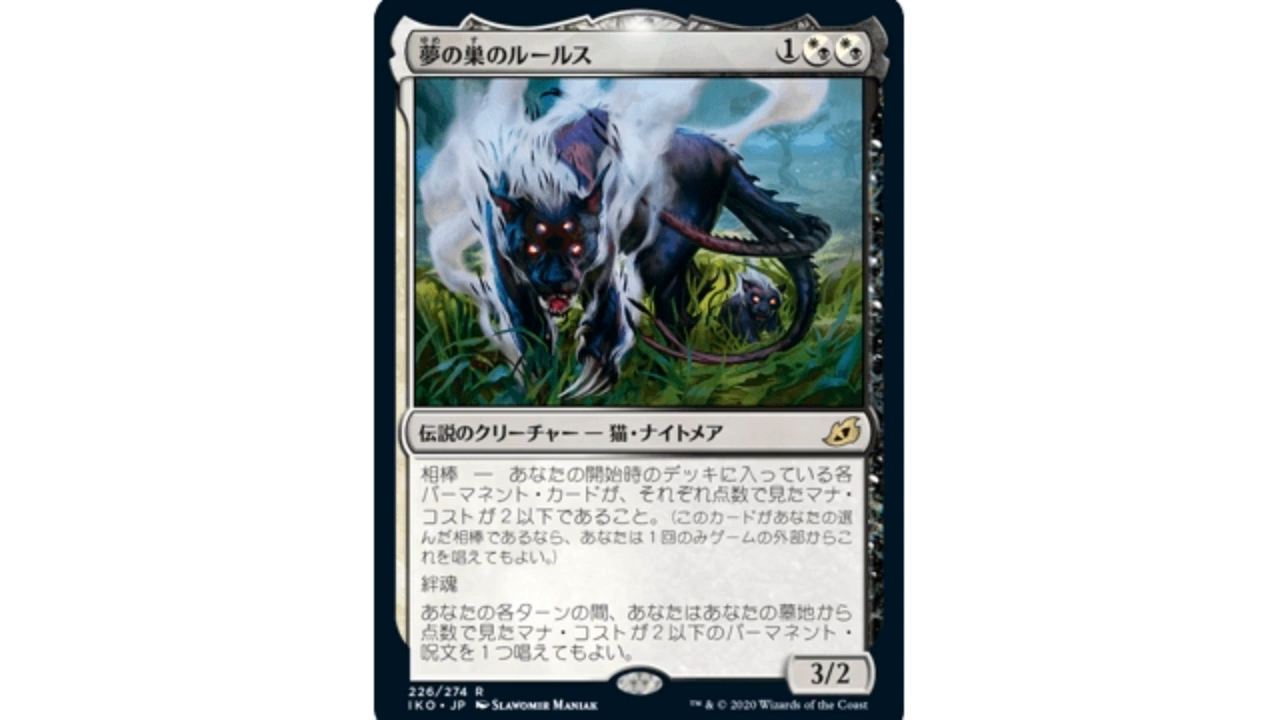 夢の巣のルールス 1
ゆめ す
伝説のクリーチャー — 猫・ナイトメア
相棒 — あなたの開始時のデッキに入っている各
パーマネント・カードが、それぞれ点数で見たマナ・
コストが2以下であること。(このカードがあなたの選
んだ相棒であるなら、あなたは1回のみゲームの外部からこ
れを唱えてもよい。)
絆魂
あなたの各ターンの間、あなたはあなたの墓地から
点数で見たマナ・コストが2以下のパーマネント・
呪文を1つ唱えてもよい。
3/2
226/274 R
IKO • JP SLAWOMIR MANIAK
™ & © 2020 Wizards of the Coast